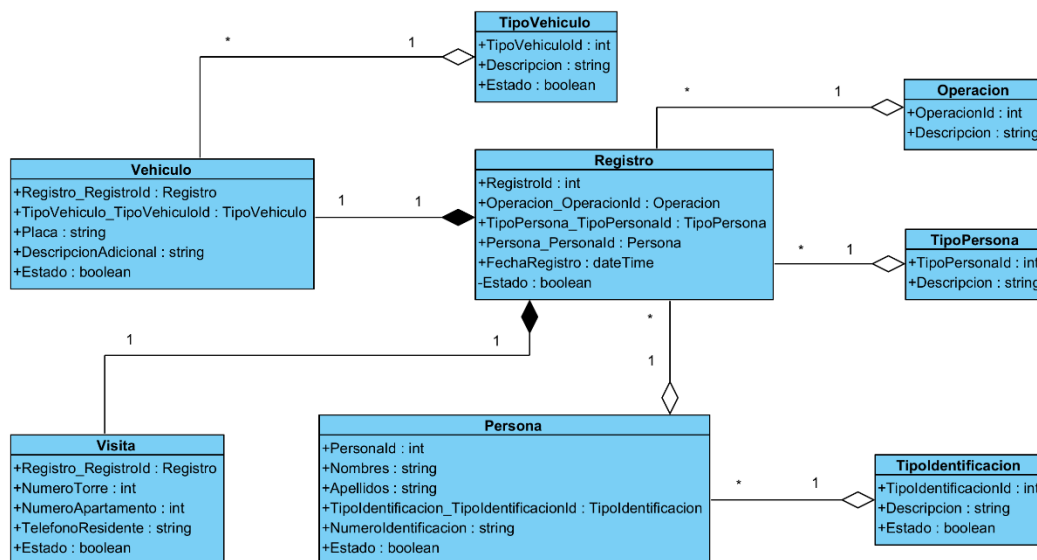 TipoVehiculo
+TipoVehiculoId : int
+Descripcion : string
+Estado : boolean
*
1
Operacion
+OperacionId : int
+Descripcion : string
*
1
Vehiculo
+Registro_RegistroId : Registro
+TipoVehiculo_TipoVehiculoId : TipoVehiculo
+Placa : string
+DescripcionAdicional : string
+Estado : boolean
1
1
Registro
+RegistroId : int
+Operacion_OperacionId : Operacion
+TipoPersona_TipoPersonaId : TipoPersona
+Persona_PersonaId : Persona
+FechaRegistro : dateTime
-Estado : boolean
*
1
TipoPersona
+TipoPersonaId : int
+Descripcion : string
1
1
*
1
Visita
+Registro_RegistroId : Registro
+NumeroTorre : int
+NumeroApartamento : int
+TelefonoResidente : string
+Estado : boolean
Persona
+PersonaId : int
+Nombres : string
+Apellidos : string
+TipoIdentificacion_TipoIdentificacionId : TipoIdentificacion
+NumeroIdentificacion : string
+Estado : boolean
*
1
TipoIdentificacion
+TipoIdentificacionId : int
+Descripcion : string
+Estado : boolean